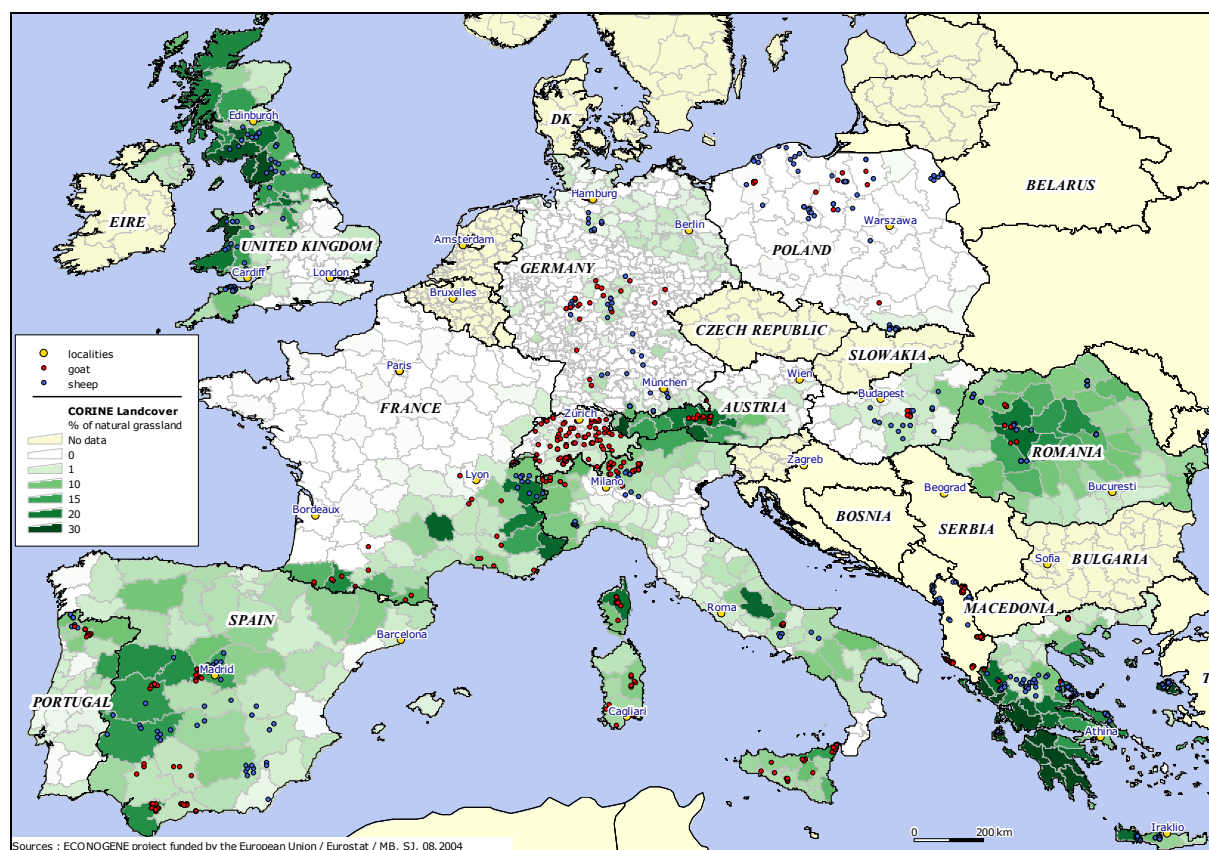 DK
Edinburgh
Hamburg
BELARUS
EIRE
UNITED KINGDOM
Berlin
Warszawa
Amsterdam
POLAND
GERMANY
Cardiff
London
Bruxelles
CZECH REPUBLIC
SLOWAKIA
localities
goat
sheep
CORINE Landcover
% of natural grassland
No data
0
1
10
15
20
30
Paris
FRANCE
München
Wien
Budapest
AUSTRIA
Zürich
ROMANIA
Zagreb
Lyon
Milano
Beograd
Bucuresti
Bordeaux
BOSNIA
SERBIA
Sofia
BULGARIA
MACEDONIA
SPAIN
Roma
Barcelona
Madrid
PORTUGAL
T
Cagliari
Athina
Iraklio
0 200 km
Sources : ECONOGENE project funded by the European Union / Eurostat / MB, SJ, 08.2004